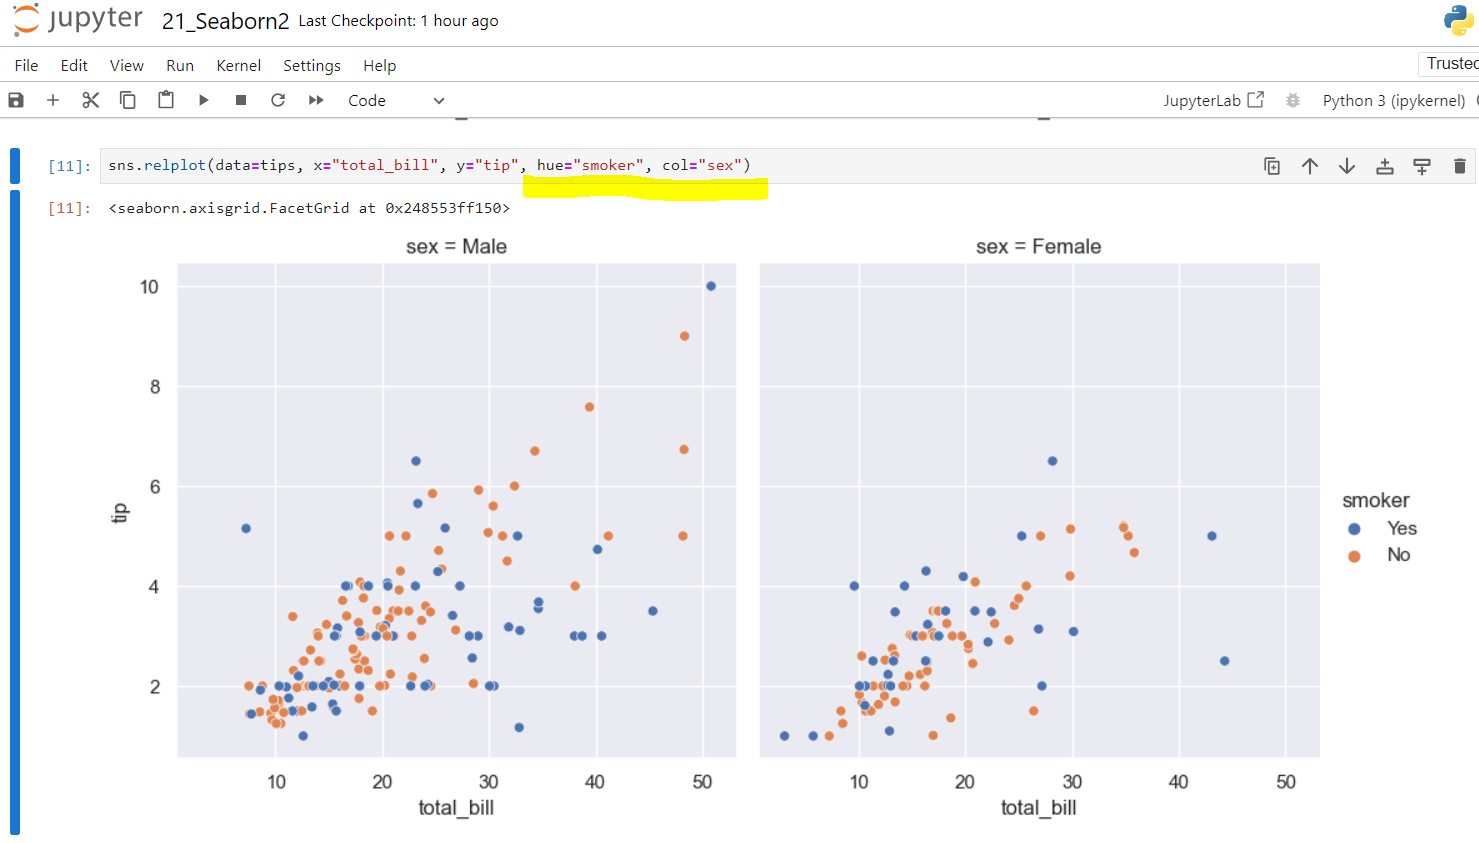 jupyter 21_Seaborn2 Last Checkpoint: 1 hour ago
File Edit View Run Kernel Settings Help Trusted
Code JupyterLab Python 3 (ipykernel)
[11]: sns.relplot(data=tips, x="total_bill", y="tip", hue="smoker", col="sex")
[11]: <seaborn.axisgrid.FacetGrid at 0x248553ff150>
sex = Male sex = Female
10
8
6
4
2
tip
smoker
Yes
No
10 20 30 40 50 10 20 30 40 50
total_bill total_bill